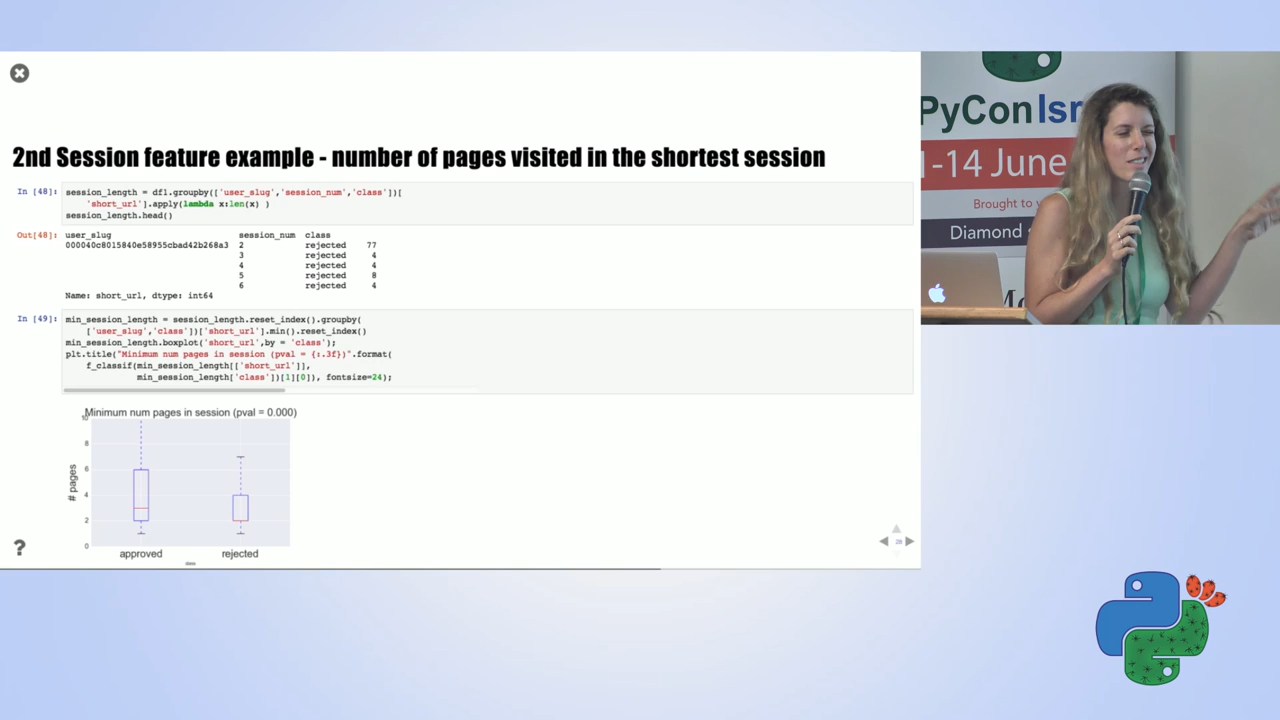 2nd Session feature example - number of pages visited in the shortest session
In [48]:
session_length = df1.groupby(['user_slug','session_num','class'])[
'short_url'].apply(lambda x:len(x) )
session_length.head()
Out[48]:
user_slug session_num class
000040c8015840e58955cbad42b268a3 2 rejected 77
3 rejected 4
4 rejected 4
5 rejected 8
6 rejected 4
Name: short_url, dtype: int64
In [49]:
min_session_length = session_length.reset_index().groupby(
['user_slug','class'])['short_url'].min().reset_index()
min_session_length.boxplot('short_url',by = 'class');
plt.title("Minimum num pages in session (pval = {:.3f})".format(
f_classif(min_session_length[['short_url']],
min_session_length['class'])[1][0]), fontsize=24);
Minimum num pages in session (pval = 0.000)
10
8
6
4
2
0
# pages
approved rejected
?
28
PyCon Isr
1-14 June
Brought to y
Diamond